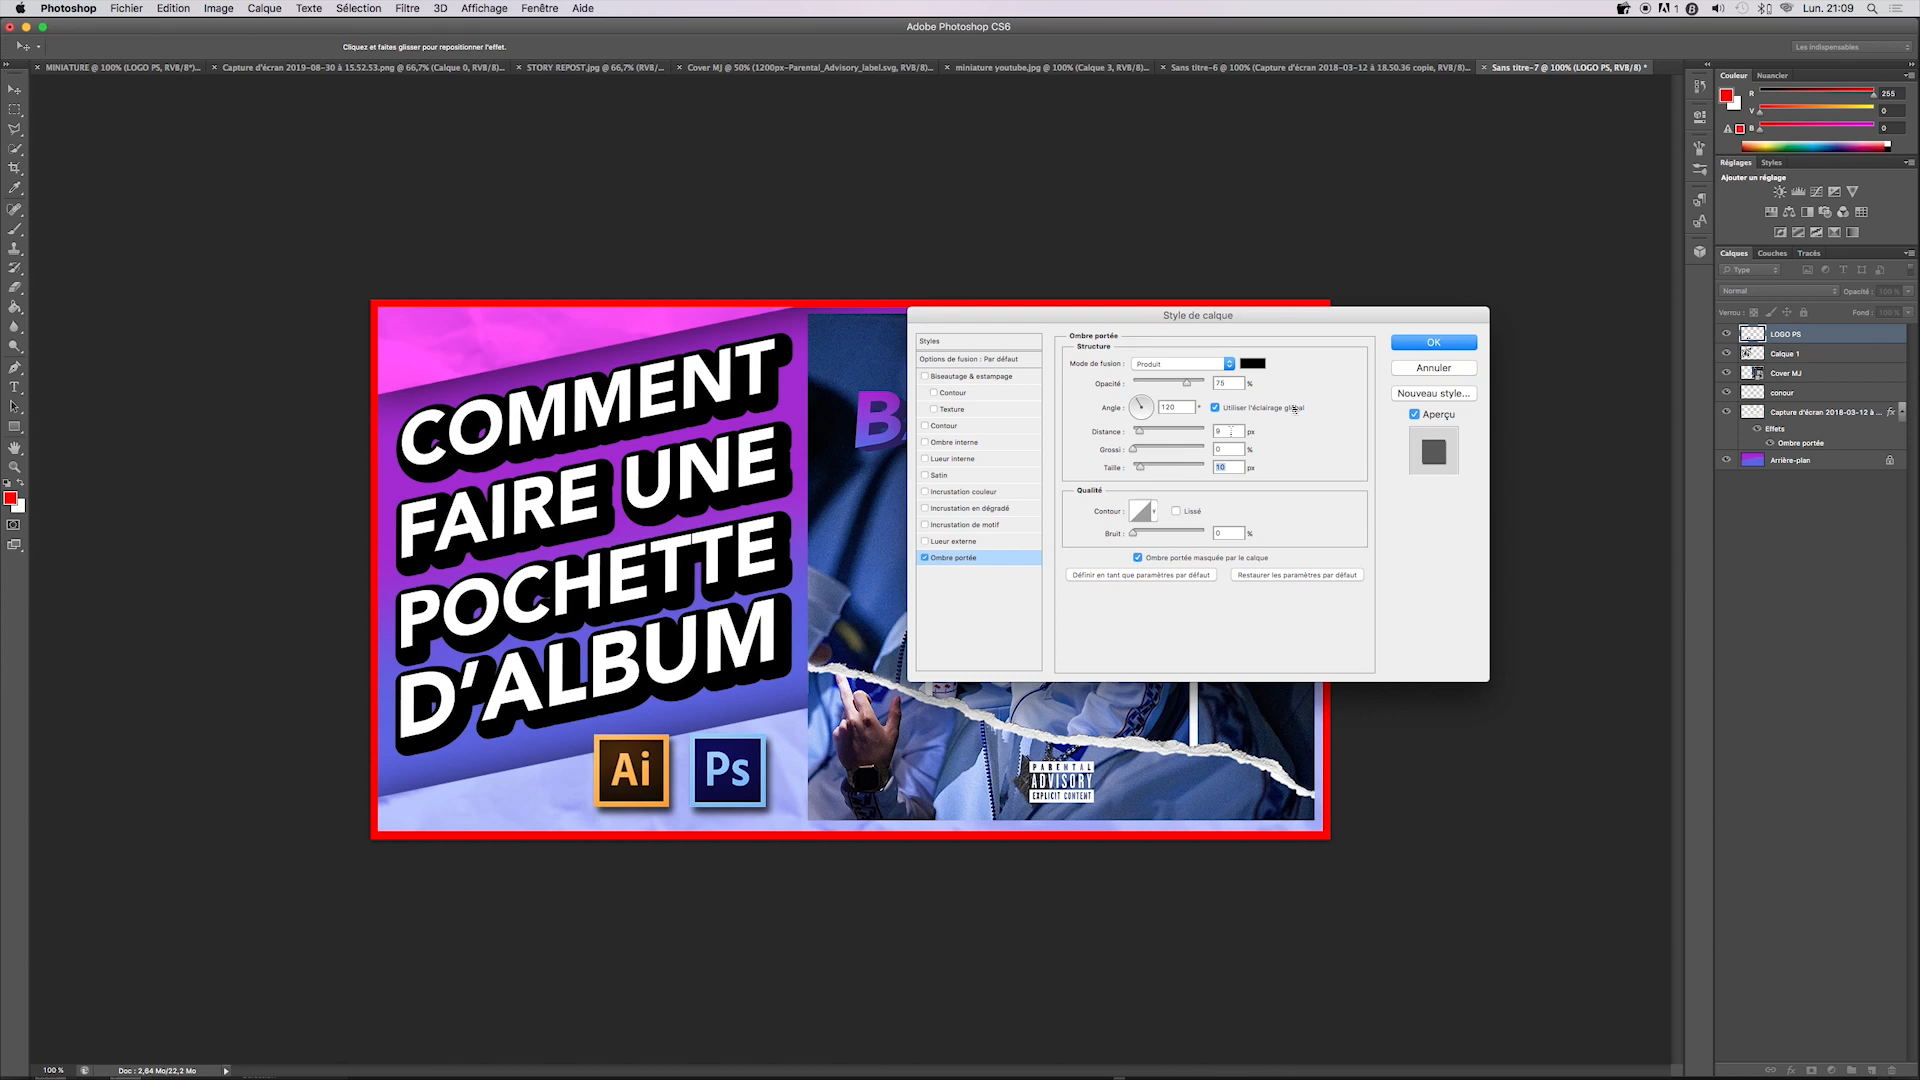 Photoshop Fichier Edition Image Calque Texte Sélection Filtre 3D Affichage Fenêtre Aide
1
Lun. 21:09
Adobe Photoshop CS6
Cliquez et faites glisser pour repositionner l'effet.
Les indispensables
MINIATURE @ 100% (LOGO PS, RVB/8*)...
Capture d'écran 2019-08-30 à 15.52.53.png @ 66,7% (Calque 0, RVB/8)...
STORY REPOST.jpg @ 66,7% (RVB/...
Cover MJ @ 50% (1200px-Parental_Advisory_label.svg, RVB/8)...
miniature youtube.jpg @ 100% (Calque 3, RVB/8)...
Sans titre-6 @ 100% (Capture d'écran 2018-03-12 à 18.50.36 copie, RVB/8)...
Sans titre-7 @ 100% (LOGO PS, RVB/8) *
Couleur Nuancier
R 255
V 0
B 0
Réglages Styles
Ajouter un réglage
Calques Couches Tracés
Type
Normal Opacité : 100 %
Verrou : Fond : 100 %
LOGO PS
Calque 1
Cover MJ
conour
Capture d'écran 2018-03-12 à ... fx
Effets
Ombre portée
Arrière-plan
COMMENT
FAIRE UNE
POCHETTE
D'ALBUM
Ai Ps
PARENTAL
ADVISORY
EXPLICIT CONTENT
Style de calque
Styles
Options de fusion : Par défaut
Biseautage & estampage
Contour
Texture
Contour
Ombre interne
Lueur interne
Satin
Incrustation couleur
Incrustation en dégradé
Incrustation de motif
Lueur externe
Ombre portée
Ombre portée
Structure
Mode de fusion : Produit
Opacité : 75 %
Angle : 120 ° Utiliser l'éclairage global
Distance : 9 px
Grossi : 0 %
Taille : 10 px
Qualité
Contour : Lissé
Bruit : 0 %
Ombre portée masquée par le calque
Définir en tant que paramètres par défaut Restaurer les paramètres par défaut
OK
Annuler
Nouveau style...
Aperçu
100 % Doc : 2,64 Mo/22,2 Mo